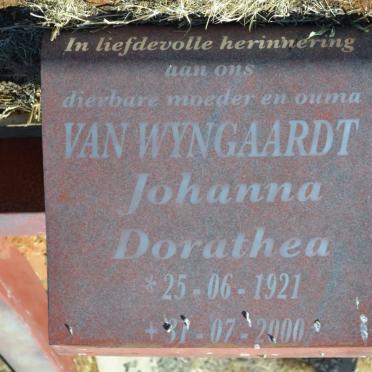 In liefdevolle herinnering
aan ons
dierbare moeder en ouma
VAN WYNGAARDT
Johanna
Dorathea
* 25 - 06 - 1921
+ 31 - 07 - 2000